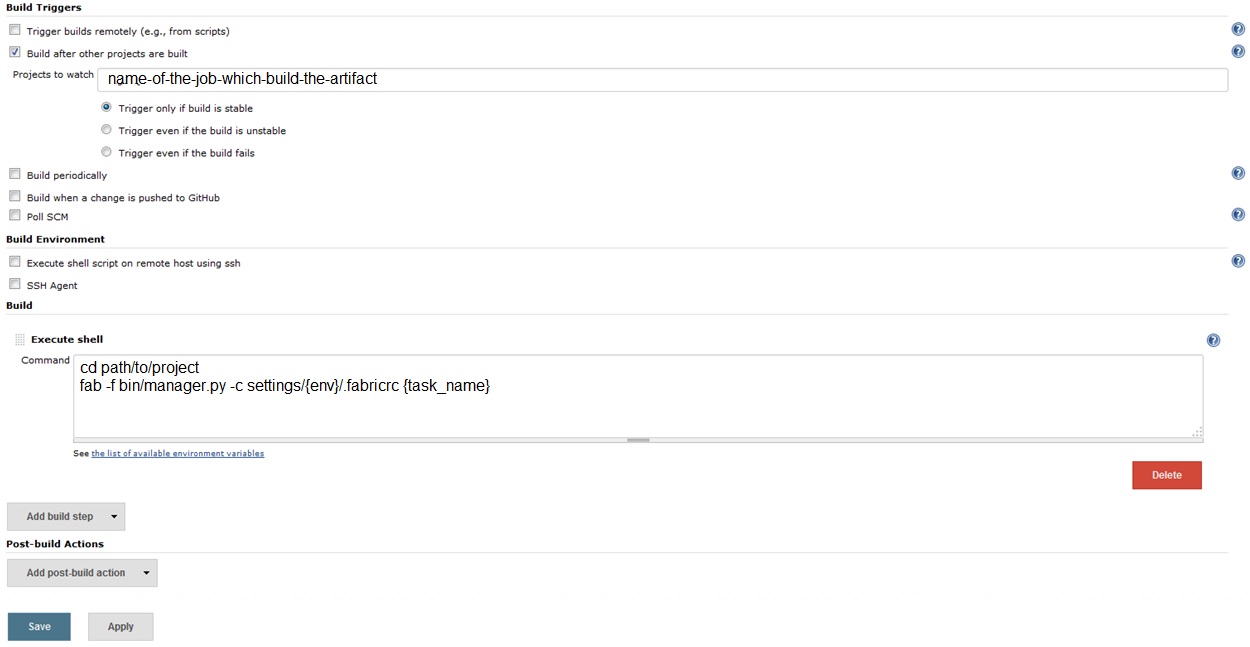 Build Triggers
Trigger builds remotely (e.g., from scripts)
Build after other projects are built
Projects to watch name-of-the-job-which-build-the-artifact
Trigger only if build is stable
Trigger even if the build is unstable
Trigger even if the build fails
Build periodically
Build when a change is pushed to GitHub
Poll SCM
Build Environment
Execute shell script on remote host using ssh
SSH Agent
Build
Execute shell
Command
cd path/to/project
fab -f bin/manager.py -c settings/{env}/.fabricrc {task_name}
See the list of available environment variables
Delete
Add build step
Post-build Actions
Add post-build action
Save Apply